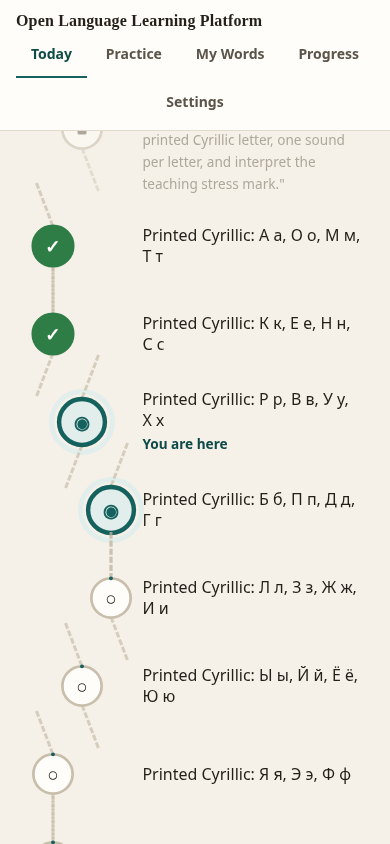 Open Language Learning Platform
Today Practice My Words Progress
Settings
printed Cyrillic letter, one sound
per letter, and interpret the
teaching stress mark."
Printed Cyrillic: А а, О о, М м,
Т т
Printed Cyrillic: К к, Е е, Н н,
С с
Printed Cyrillic: Р р, В в, У у,
Х х
You are here
Printed Cyrillic: Б б, П п, Д д,
Г г
Printed Cyrillic: Л л, З з, Ж ж,
И и
Printed Cyrillic: Ы ы, Й й, Ё ё,
Ю ю
Printed Cyrillic: Я я, Э э, Ф ф